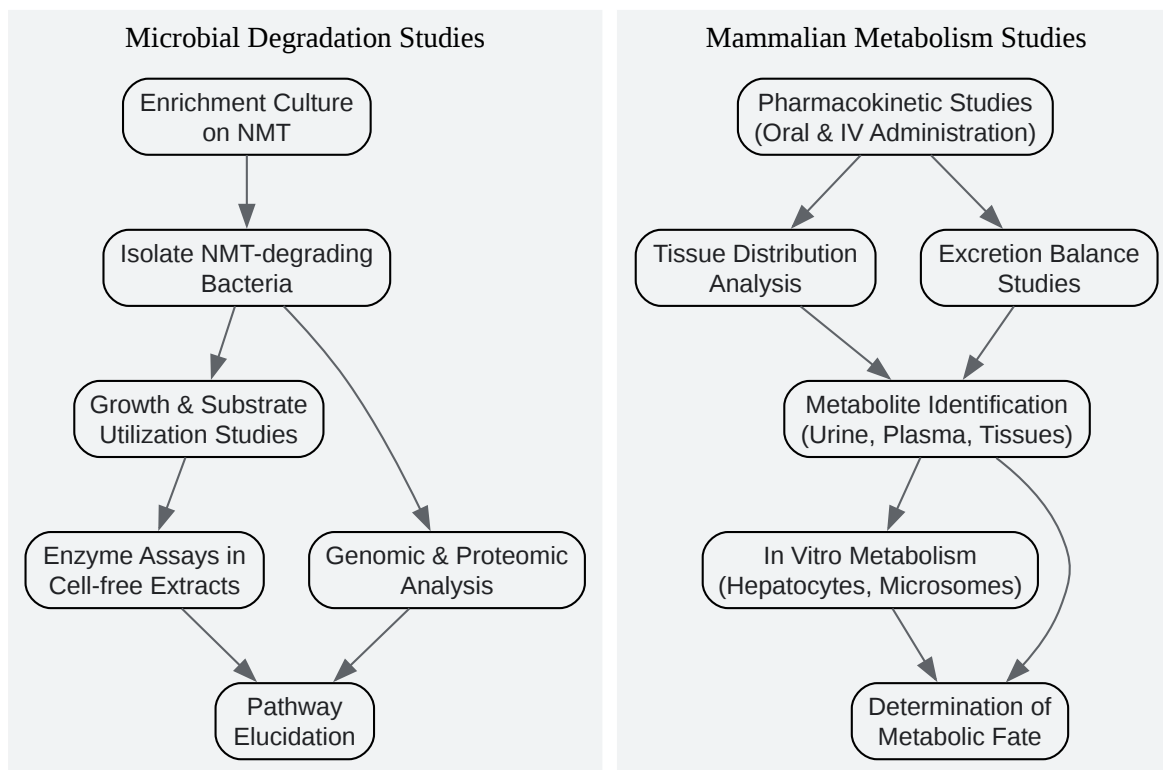 Microbial Degradation Studies
Enrichment Culture
on NMT
Isolate NMT-degrading
Bacteria
Growth & Substrate
Utilization Studies
Enzyme Assays in
Cell-free Extracts
Genomic & Proteomic
Analysis
Pathway
Elucidation
Mammalian Metabolism Studies
Pharmacokinetic Studies
(Oral & IV Administration)
Tissue Distribution
Analysis
Excretion Balance
Studies
Metabolite Identification
(Urine, Plasma, Tissues)
In Vitro Metabolism
(Hepatocytes, Microsomes)
Determination of
Metabolic Fate